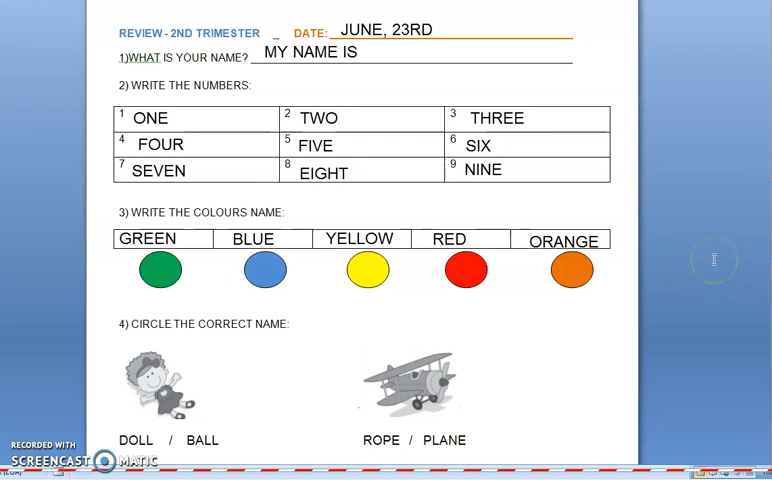 REVIEW - 2ND TRIMESTER _ DATE: JUNE, 23RD
1)WHAT IS YOUR NAME? MY NAME IS
2) WRITE THE NUMBERS:
1 ONE 2 TWO 3 THREE
4 FOUR 5 FIVE 6 SIX
7 SEVEN 8 EIGHT 9 NINE
3) WRITE THE COLOURS NAME:
GREEN BLUE YELLOW RED ORANGE
4) CIRCLE THE CORRECT NAME:
DOLL / BALL ROPE / PLANE
RECORDED WITH
SCREENCAST MATIC